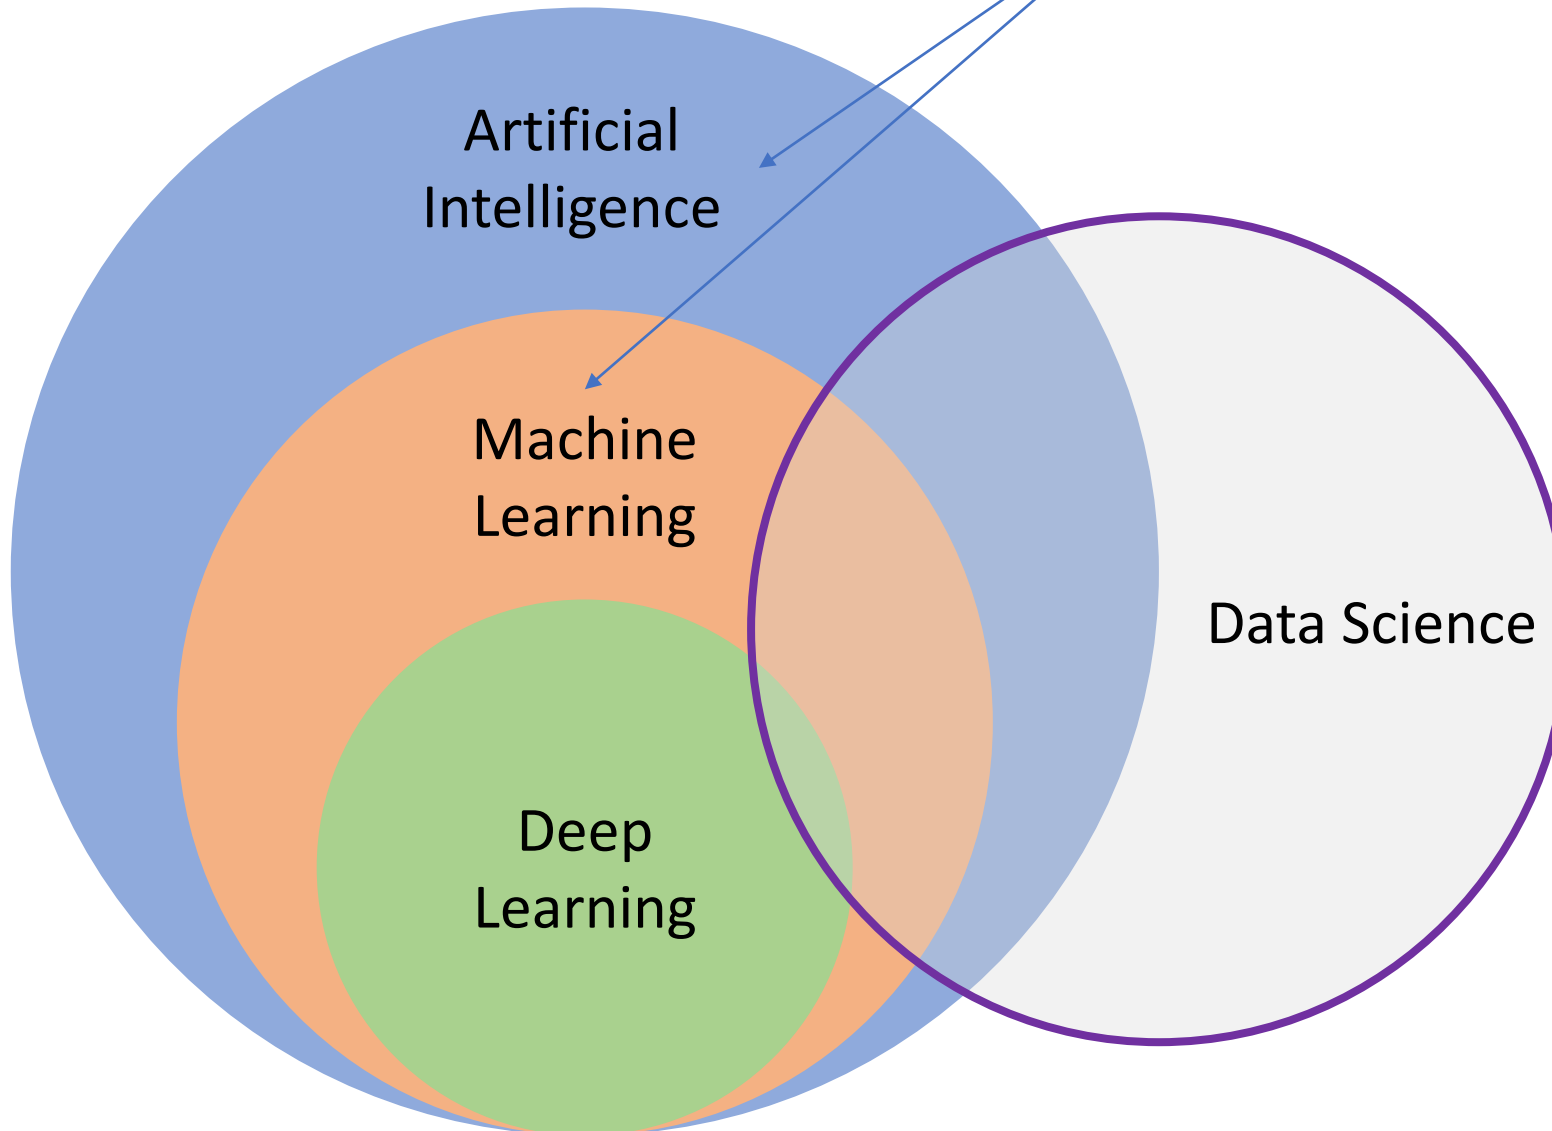 Artificial
Intelligence
Machine
Learning
Data Science
Deep
Learning